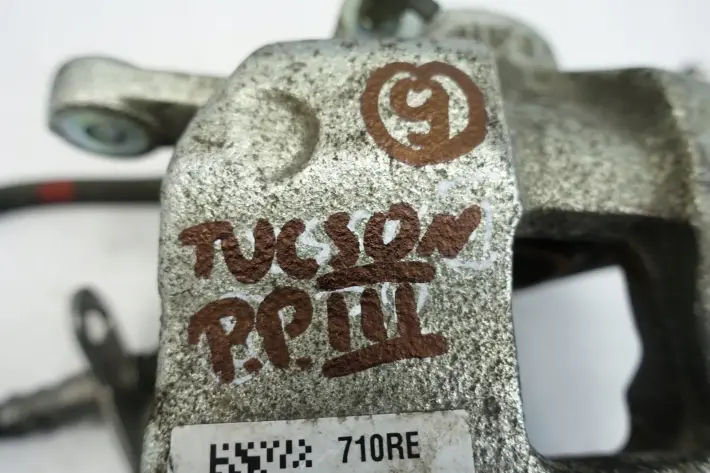 9
TUCSON
P.P. III
710RE